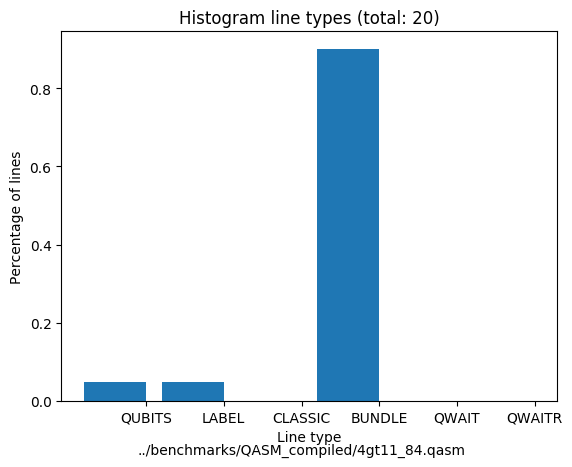 Histogram line types (total: 20)
Percentage of lines
0.8
0.6
0.4
0.2
0.0
QUBITS LABEL CLASSIC BUNDLE QWAIT QWAITR
Line type
../benchmarks/QASM_compiled/4gt11_84.qasm